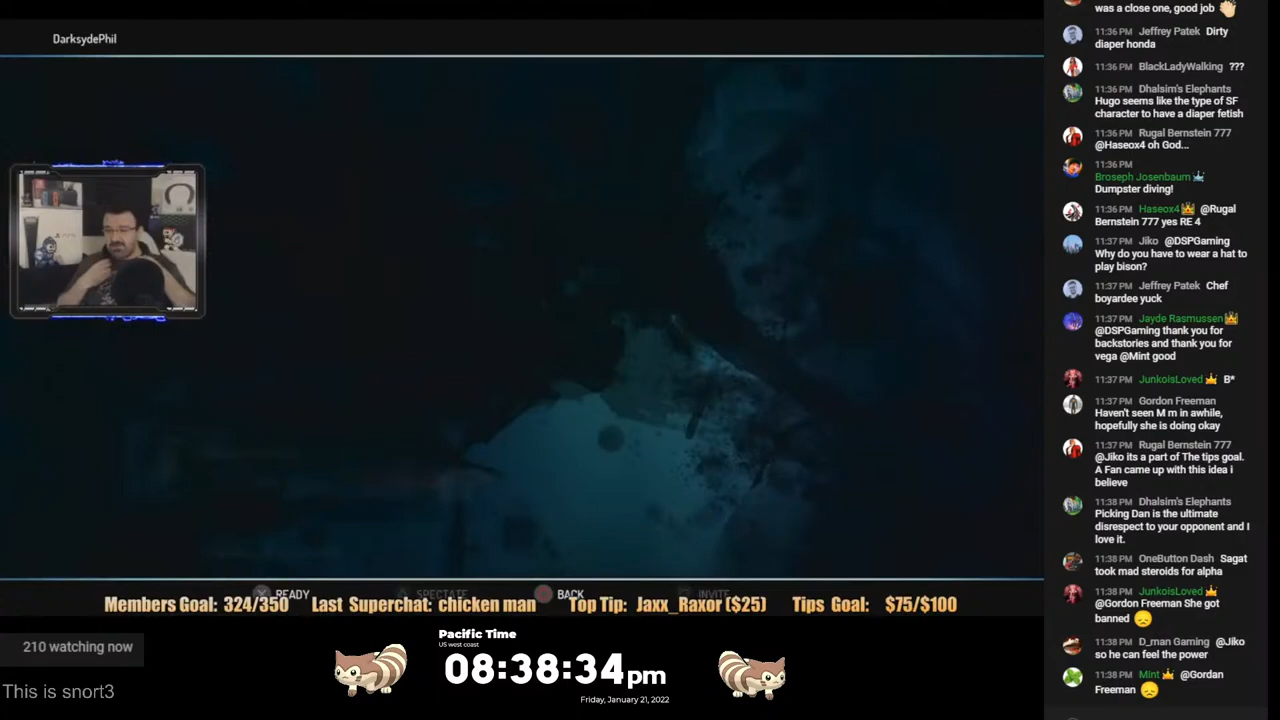 DarksydePhil
READY
SPECTATE
BACK
INVITE
Members Goal: 324/350 Last Superchat: chicken man Top Tip: Jaxx_Raxor ($25) Tips Goal: $75/$100
210 watching now
This is snort3
Pacific Time
US west coast
08:38:34pm
Friday, January 21, 2022
was a close one, good job
11:36 PM Jeffrey Patek Dirty
diaper honda
11:36 PM BlackLadyWalking ???
11:36 PM Dhalsim's Elephants
Hugo seems like the type of SF
character to have a diaper fetish
11:36 PM Rugal Bernstein 777
@Haseox4 oh God...
11:36 PM
Broseph Josenbaum
Dumpster diving!
11:36 PM Haseox4 @Rugal
Bernstein 777 yes RE 4
11:37 PM Jiko @DSPGaming
Why do you have to wear a hat to
play bison?
11:37 PM Jeffrey Patek Chef
boyardee yuck
11:37 PM Jayde Rasmussen
@DSPGaming thank you for
backstories and thank you for
vega @Mint good
11:37 PM JunkoisLoved B*
11:37 PM Gordon Freeman
Haven't seen M m in awhile,
hopefully she is doing okay
11:37 PM Rugal Bernstein 777
@Jiko its a part of The tips goal.
A Fan came up with this idea i
believe
11:38 PM Dhalsim's Elephants
Picking Dan is the ultimate
disrespect to your opponent and I
love it.
11:38 PM OneButton Dash Sagat
took mad steroids for alpha
11:38 PM JunkoisLoved
@Gordon Freeman She got
banned
11:38 PM D_man Gaming @Jiko
so he can feel the power
11:38 PM Mint @Gordan
Freeman